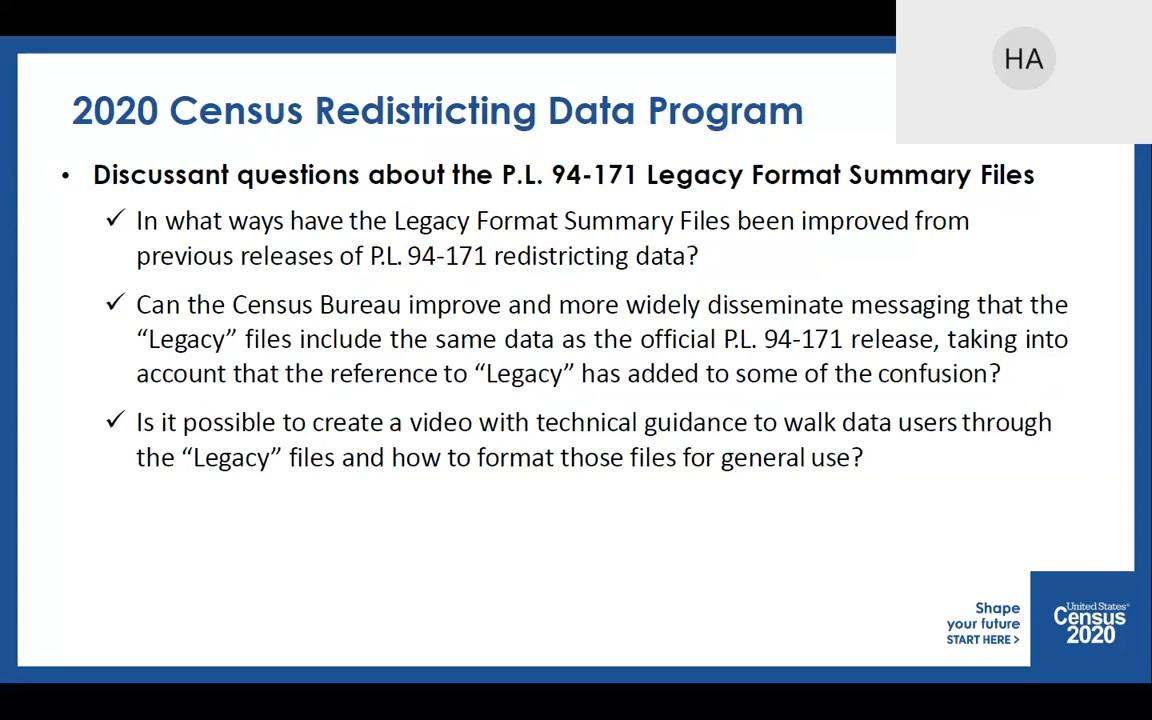 HA
2020 Census Redistricting Data Program
• Discussant questions about the P.L. 94-171 Legacy Format Summary Files
✓ In what ways have the Legacy Format Summary Files been improved from
previous releases of P.L. 94-171 redistricting data?
✓ Can the Census Bureau improve and more widely disseminate messaging that the
“Legacy” files include the same data as the official P.L. 94-171 release, taking into
account that the reference to “Legacy” has added to some of the confusion?
✓ Is it possible to create a video with technical guidance to walk data users through
the “Legacy” files and how to format those files for general use?
Shape
your future
START HERE >
United States®
Census
2020